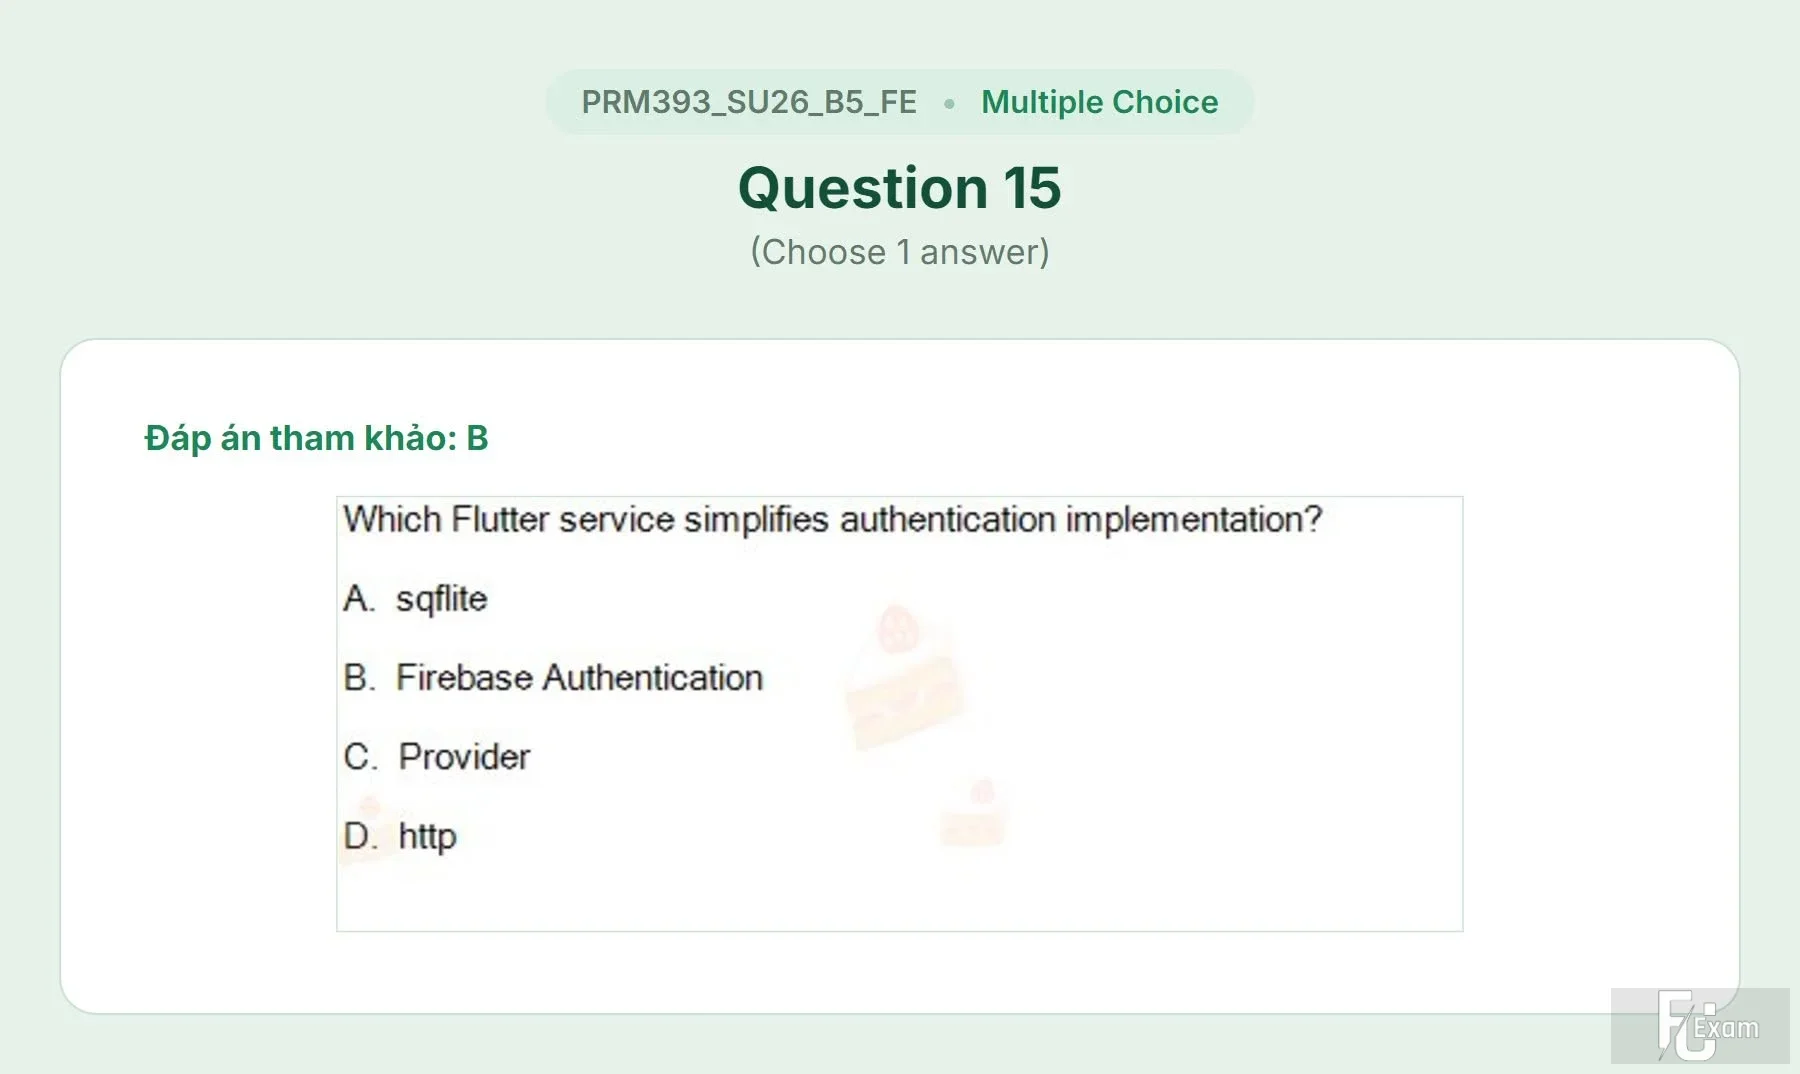 PRM393_SU26_B5_FE • Multiple Choice
Question 15
(Choose 1 answer)
Đáp án tham khảo: B
Which Flutter service simplifies authentication implementation?
A. sqflite
B. Firebase Authentication
C. Provider
D. http
FU Exam